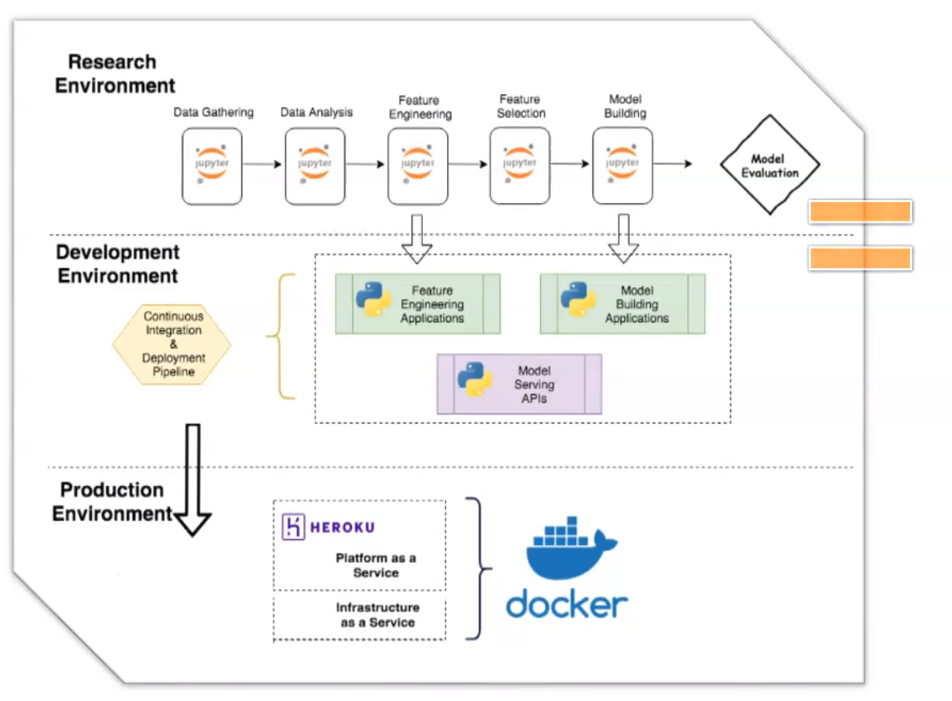 Research
Environment
Data Gathering
Data Analysis
Feature
Engineering
Feature
Selection
Model
Building
jupyter
jupyter
jupyter
jupyter
jupyter
Model
Evaluation
Development
Environment
Continuous
Integration
&
Deployment
Pipeline
Feature
Engineering
Applications
Model
Building
Applications
Model
Serving
APIs
Production
Environment
HEROKU
Platform as a
Service
Infrastructure
as a Service
docker